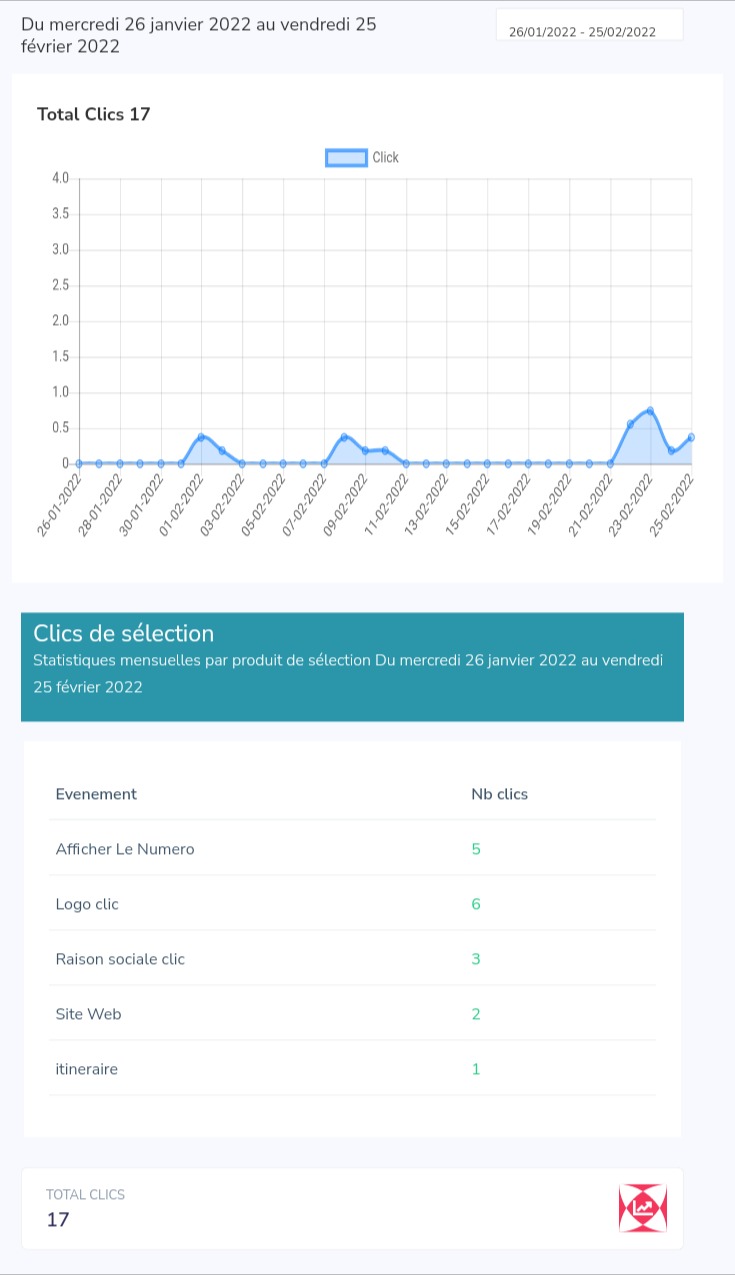 Du mercredi 26 janvier 2022 au vendredi 25
février 2022
26/01/2022 - 25/02/2022
Total Clics 17
Click
4.0
3.5
3.0
2.5
2.0
1.5
1.0
0.5
0
26-01-2022
28-01-2022
30-01-2022
01-02-2022
03-02-2022
05-02-2022
07-02-2022
09-02-2022
11-02-2022
13-02-2022
15-02-2022
17-02-2022
19-02-2022
21-02-2022
23-02-2022
25-02-2022
Clics de sélection
Statistiques mensuelles par produit de sélection Du mercredi 26 janvier 2022 au vendredi
25 février 2022
Evenement Nb clics
Afficher Le Numero 5
Logo clic 6
Raison sociale clic 3
Site Web 2
itineraire 1
TOTAL CLICS
17